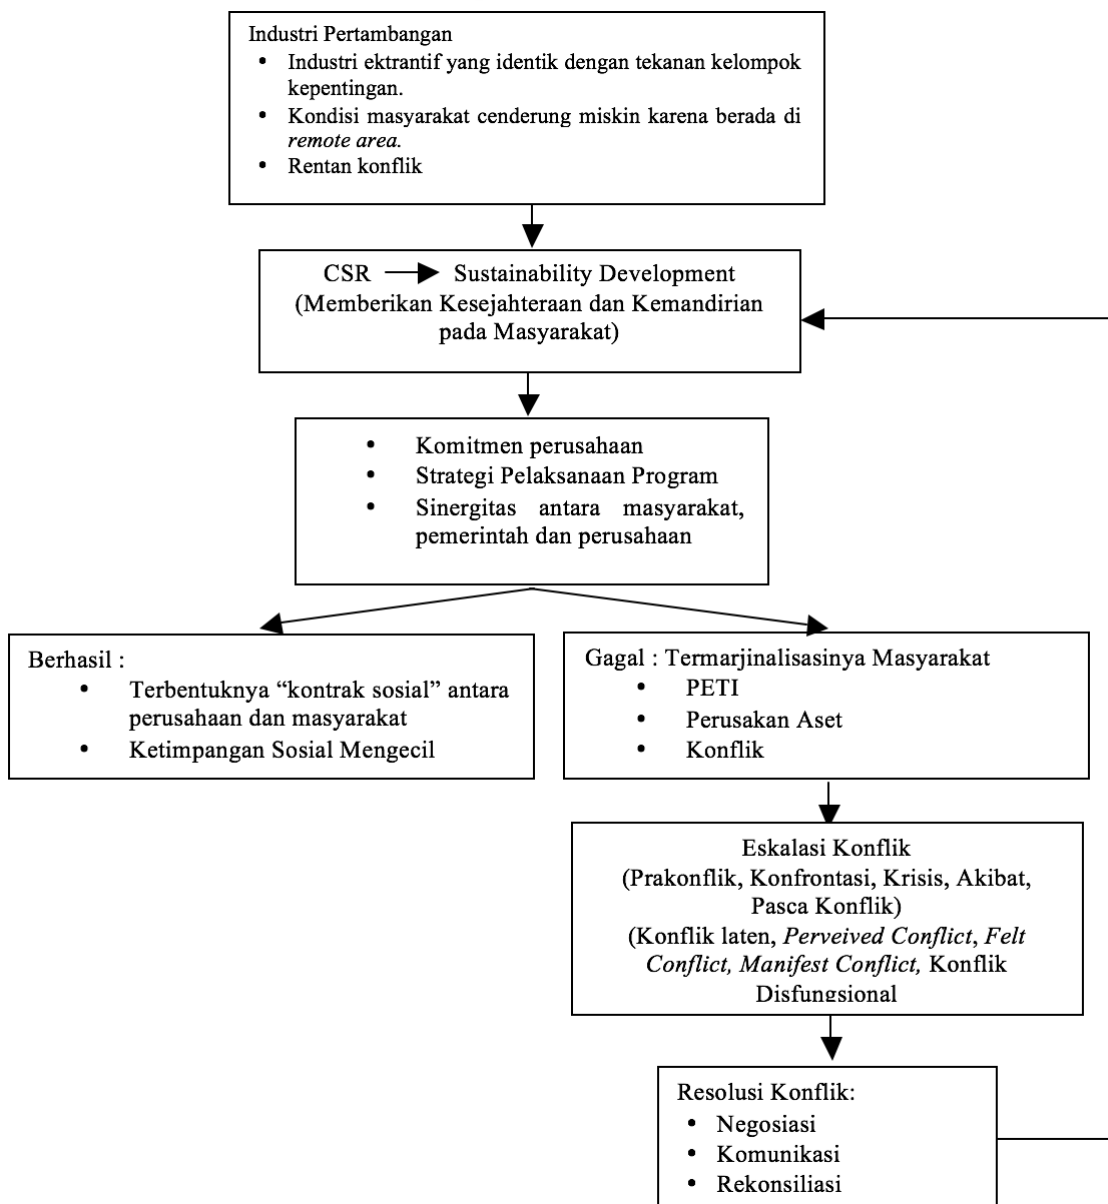 Industri Pertambangan
• Industri ektrantif yang identik dengan tekanan kelompok
kepentingan.
• Kondisi masyarakat cenderung miskin karena berada di
remote area.
• Rentan konflik
CSR → Sustainability Development
(Memberikan Kesejahteraan dan Kemandirian
pada Masyarakat)
• Komitmen perusahaan
• Strategi Pelaksanaan Program
• Sinergitas antara masyarakat,
pemerintah dan perusahaan
Berhasil :
• Terbentuknya “kontrak sosial” antara
perusahaan dan masyarakat
• Ketimpangan Sosial Mengecil
Gagal : Termarjinalisasinya Masyarakat
• PETI
• Perusakan Aset
• Konflik
Eskalasi Konflik
(Prakonflik, Konfrontasi, Krisis, Akibat,
Pasca Konflik)
(Konflik laten, Perveived Conflict, Felt
Conflict, Manifest Conflict, Konflik
Disfungsional
Resolusi Konflik:
• Negosiasi
• Komunikasi
• Rekonsiliasi